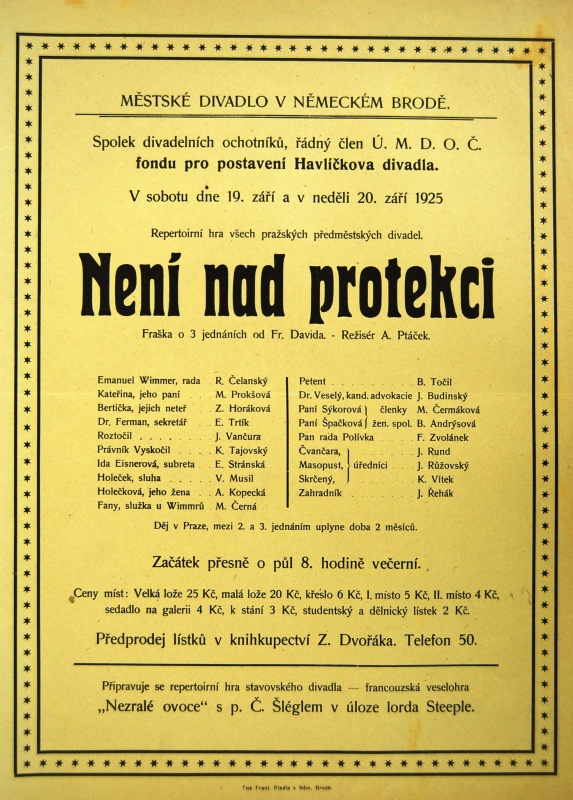 MĚSTSKÉ DIVADLO V NĚMECKÉM BRODĚ.
Spolek divadelních ochotníků, řádný člen Ú. M. D. O. Č.
fondu pro postavení Havlíčkova divadla.
V sobotu dne 19. září a v neděli 20. září 1925
Repertoirní hra všech pražských předměstských divadel.
Není nad protekci
Fraška o 3 jednáních od Fr. Davida. - Režisér A. Ptáček.
Emanuel Wimmer, rada R. Čelanský
Kateřina, jeho paní . . M. Prokšová
Bertička, jejich neteř . . Z. Horáková
Dr. Ferman, sekretář . . E. Trtík
Roztočil . . . . . . . . J. Vančura
Právník Vyskočil . . . . K. Tajovský
Ida Eisnerová, subreta . E. Stránská
Holeček, sluha . . . . . V. Musil
Holečková, jeho žena . . A. Kopecká
Fany, služka u Wimmrů M. Černá
Petent . . . . . . . . B. Točil
Dr. Veselý, kand. advokacie J. Budinský
Paní Sýkorová } členky M. Čermáková
Paní Špačková } žen. spol. B. Andrýsová
Pan rada Polívka . . F. Zvolánek
Čvančara, J. Rund
Masopust, } úředníci . J. Růžovský
Skrčený, K. Vítek
Zahradník . . . . . . J. Řehák
Děj v Praze, mezi 2. a 3. jednáním uplyne doba 2 měsíců.
Začátek přesně o půl 8. hodině večerní.
Ceny míst: Velká lože 25 Kč, malá lože 20 Kč, křeslo 6 Kč, I. místo 5 Kč, II. místo 4 Kč,
sedadlo na galerii 4 Kč, k stání 3 Kč, studentský a dělnický lístek 2 Kč.
Předprodej lístků v knihkupectví Z. Dvořáka. Telefon 50.
Připravuje se repertoirní hra stavovského divadla — francouzská veselohra
„Nezralé ovoce“ s p. Č. Šléglem v úloze lorda Steeple.
Tisk Frant. Riedla v Něm. Brodě.